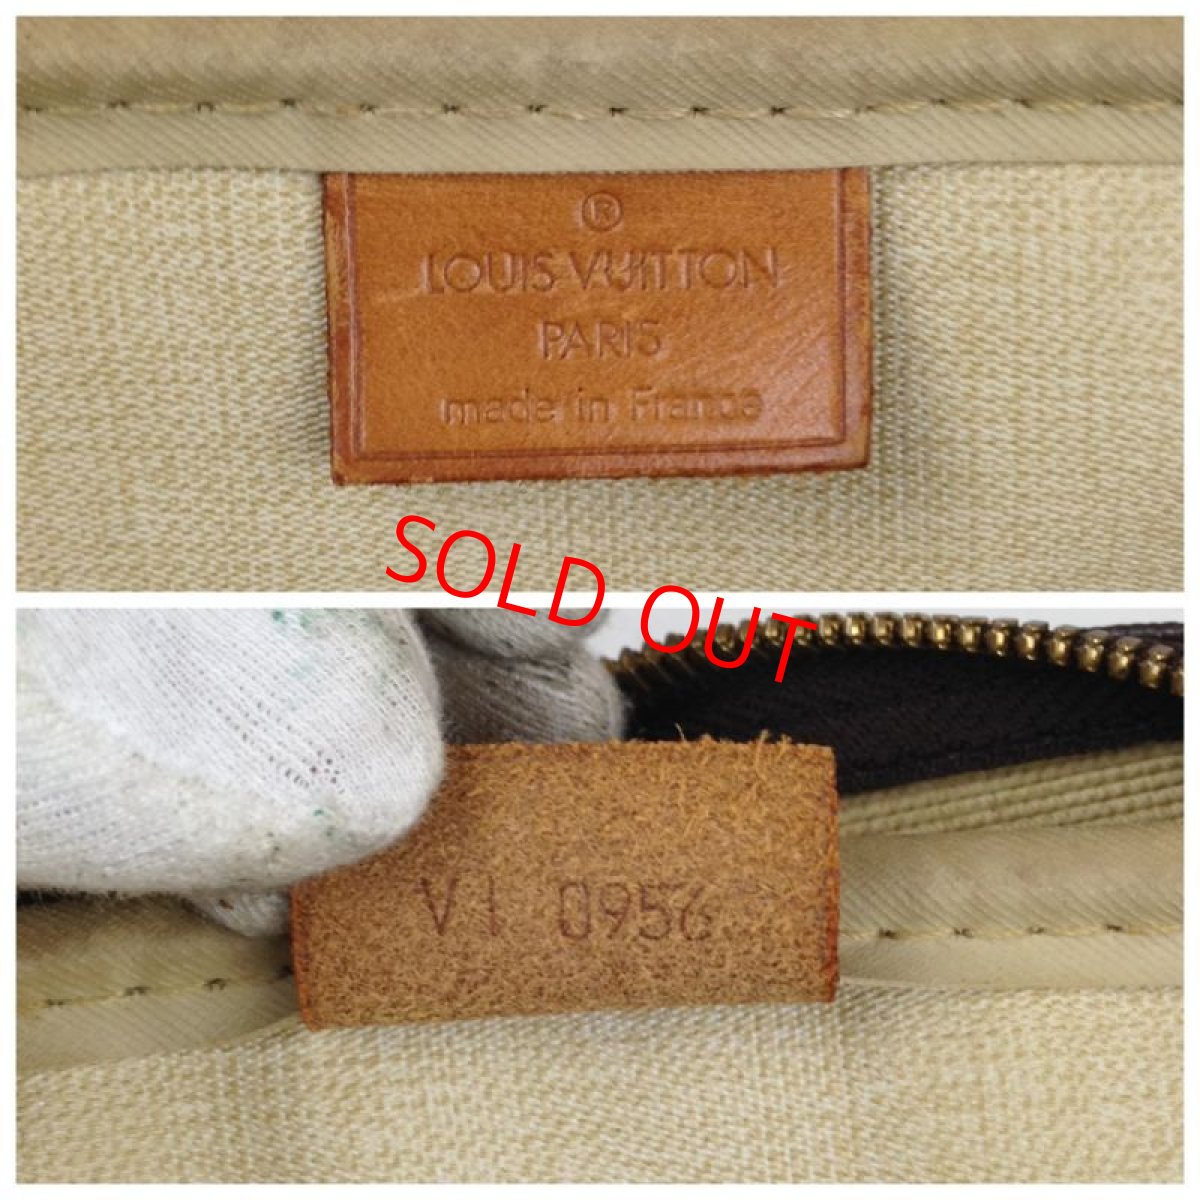 ®
LOUIS VUITTON
PARIS
made in France
SOLD OUT
VI 0956